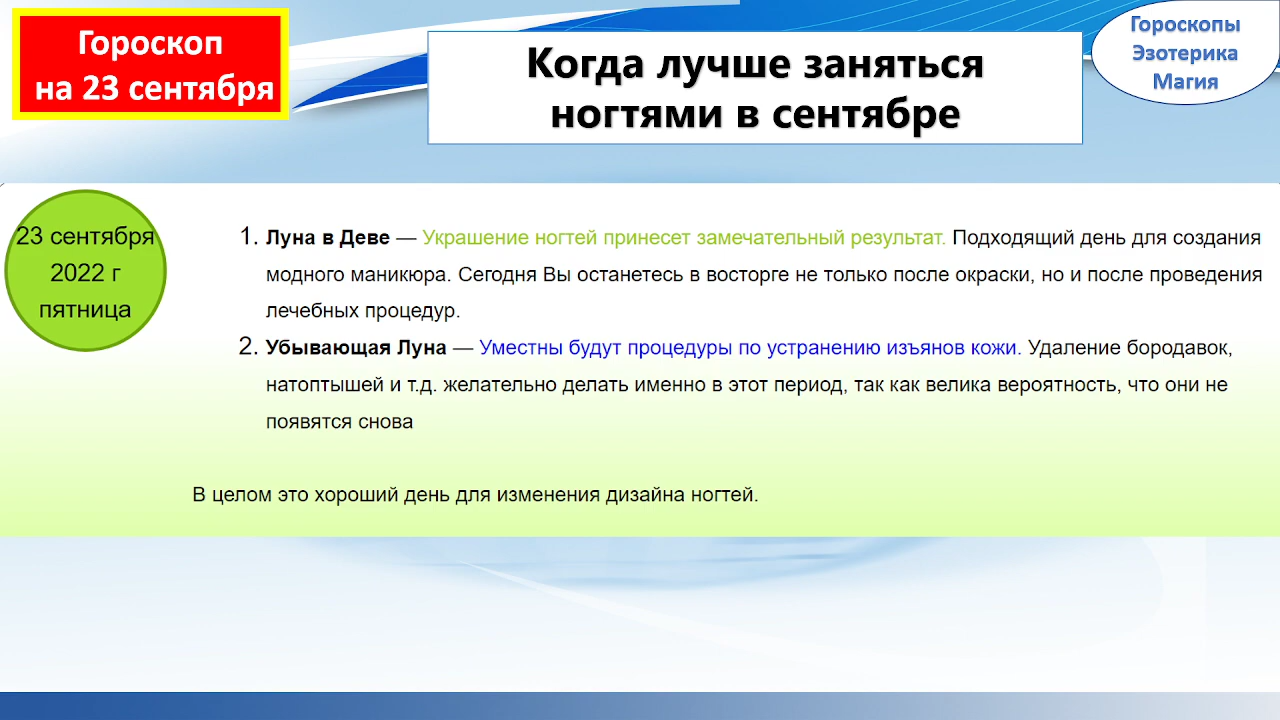 Гороскоп
на 23 сентября
Когда лучше заняться
ногтями в сентябре
Гороскопы
Эзотерика
Магия
23 сентября
2022 г
пятница
1. Луна в Деве — Украшение ногтей принесет замечательный результат. Подходящий день для создания
модного маникюра. Сегодня Вы останетесь в восторге не только после окраски, но и после проведения
лечебных процедур.
2. Убывающая Луна — Уместны будут процедуры по устранению изъянов кожи. Удаление бородавок,
натоптышей и т.д. желательно делать именно в этот период, так как велика вероятность, что они не
появятся снова
В целом это хороший день для изменения дизайна ногтей.